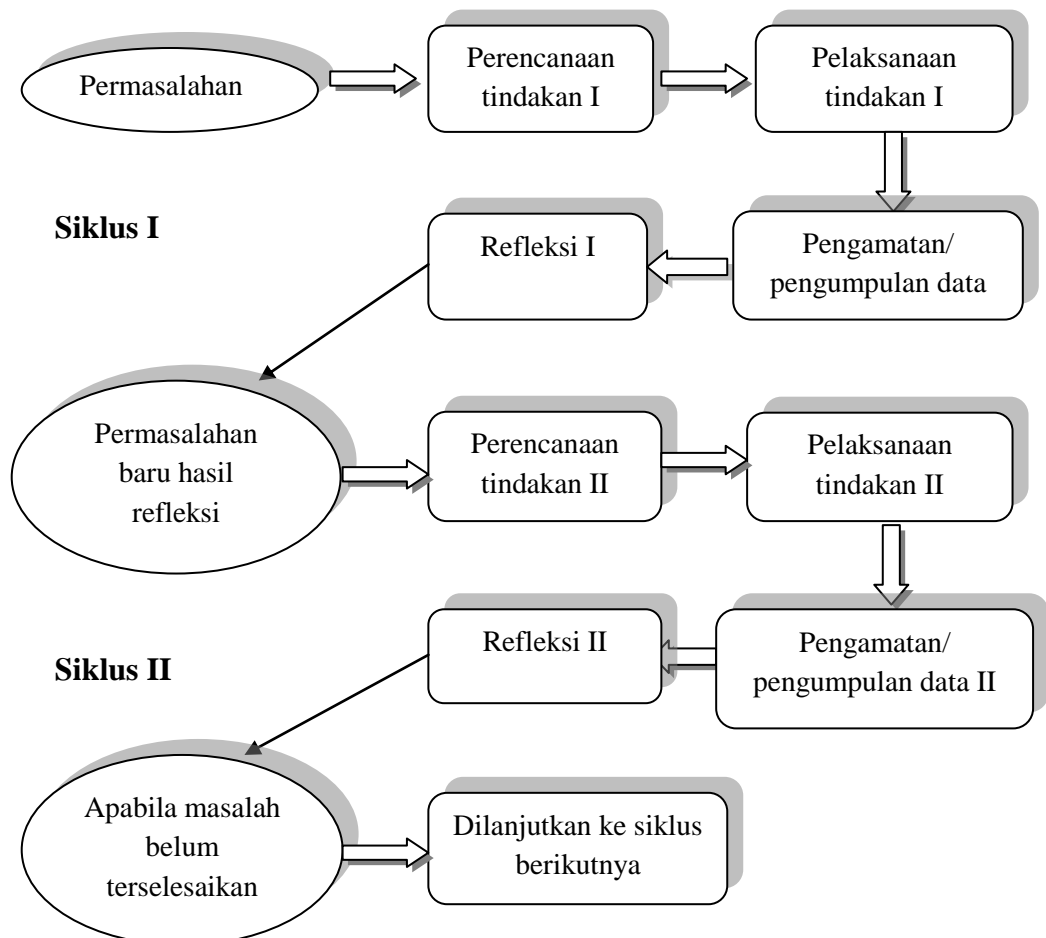 Permasalahan
Perencanaan
tindakan I
Pelaksanaan
tindakan I
Siklus I
Refleksi I
Pengamatan/
pengumpulan data
Permasalahan
baru hasil
refleksi
Perencanaan
tindakan II
Pelaksanaan
tindakan II
Siklus II
Refleksi II
Pengamatan/
pengumpulan data II
Apabila masalah
belum
terselesaikan
Dilanjutkan ke siklus
berikutnya